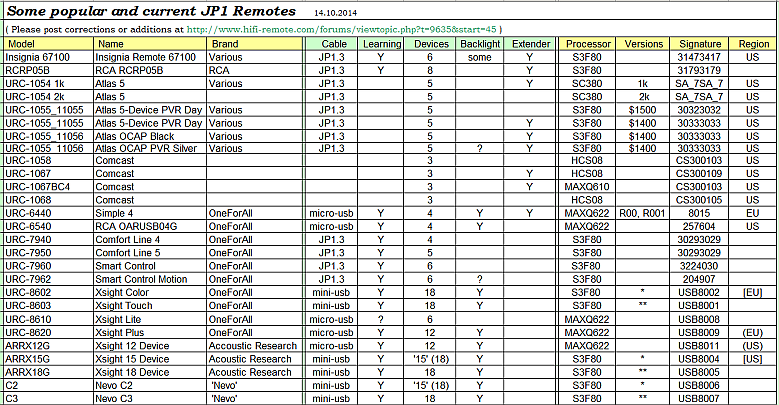 Some popular and current JP1 Remotes 14.10.2014
( Please post corrections or additions at http://www.hifi-remote.com/forums/viewtopic.php?t=9635&start=45 )
Model Name Brand Cable Learning Devices Backlight Extender Processor Versions Signature Region
Insignia 67100 Insignia Remote 67100 Various JP1.3 Y 6 some Y S3F80 31473417 US
RCRP05B RCA RCRP05B RCA JP1.3 Y 8 Y S3F80 31793179
URC-1054 1k Atlas 5 Various JP1.3 5 Y SC380 1k SA_7SA_7 US
URC-1054 2k Atlas 5 JP1.3 5 SC380 2k SA_7SA_7 US
URC-1055_11055 Atlas 5-Device PVR Day Various JP1.3 5 S3F80 $1500 30323032 US
URC-1055_11055 Atlas 5-Device PVR Day Various JP1.3 5 Y S3F80 $1400 30333033 US
URC-1055_11056 Atlas OCAP Black Various JP1.3 5 Y S3F80 $1400 30333033 US
URC-1055_11056 Atlas OCAP PVR Silver Various JP1.3 5 ? Y S3F80 $1400 30333033 US
URC-1058 Comcast 3 HCS08 CS300103 US
URC-1067 Comcast 3 Y HCS08 CS300109 US
URC-1067BC4 Comcast 3 Y MAXQ610 CS300103 US
URC-1068 Comcast 3 HCS08 CS300105 US
URC-6440 Simple 4 OneForAll micro-usb Y 4 Y Y MAXQ622 R00, R001 8015 EU
URC-6540 RCA OARUSB04G OneForAll micro-usb Y 4 Y MAXQ622 257604 US
URC-7940 Comfort Line 4 OneForAll JP1.3 Y 4 S3F80 30293029
URC-7950 Comfort Line 5 OneForAll JP1.3 Y 5 S3F80 30293029
URC-7960 Smart Control OneForAll JP1.3 Y 6 S3F80 3224030
URC-7962 Smart Control Motion OneForAll JP1.3 Y 6 ? S3F80 204907
URC-8602 Xsight Color OneForAll mini-usb Y 18 Y S3F80 * USB8002 [EU]
URC-8603 Xsight Touch OneForAll mini-usb Y 18 Y S3F80 ** USB8001
URC-8610 Xsight Lite OneForAll micro-usb ? 6 MAXQ622 USB8008
URC-8620 Xsight Plus OneForAll micro-usb Y 12 Y MAXQ622 USB8009 (EU)
ARRX12G Xsight 12 Device Accoustic Research micro-usb Y 12 Y MAXQ622 USB8011 (US)
ARRX15G Xsight 15 Device Acoustic Research mini-usb Y '15' (18) Y S3F80 * USB8004 [US]
ARRX18G Xsight 18 Device Acoustic Research mini-usb Y 18 Y S3F80 ** USB8005
C2 Nevo C2 'Nevo' mini-usb Y '15' (18) Y S3F80 * USB8006
C3 Nevo C3 'Nevo' mini-usb Y 18 Y S3F80 ** USB8007